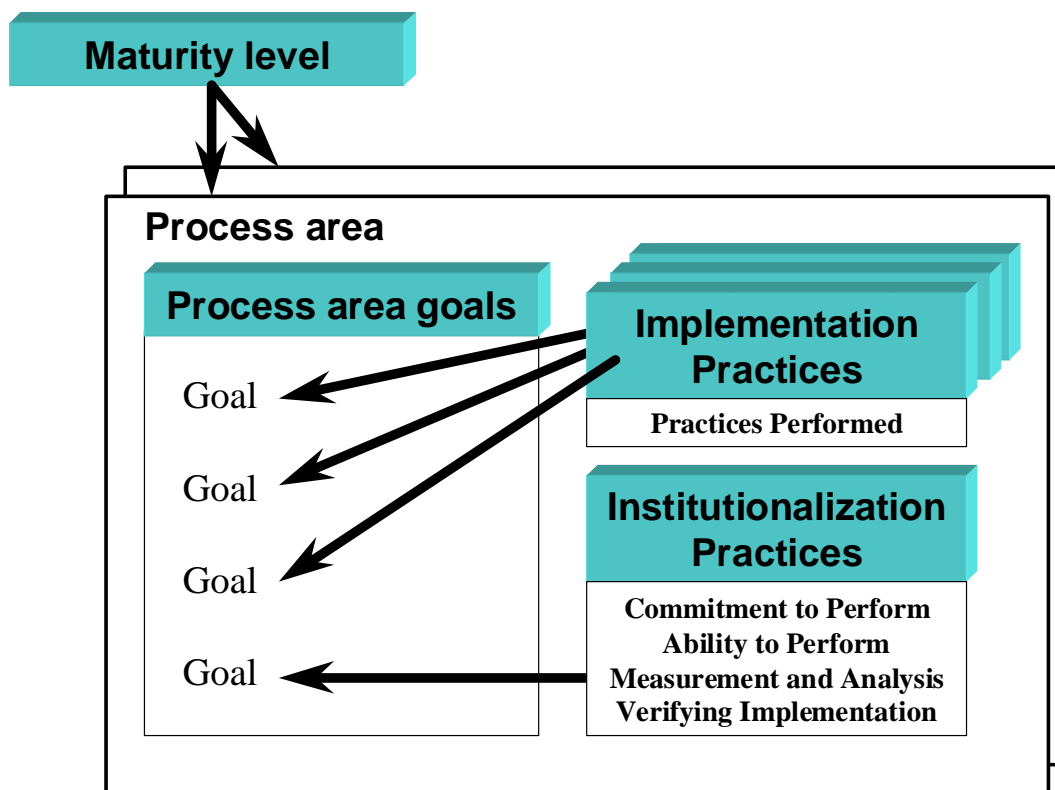 Maturity level
Process area
Process area goals
Goal
Goal
Goal
Goal
Implementation
Practices
Practices Performed
Institutionalization
Practices
Commitment to Perform
Ability to Perform
Measurement and Analysis
Verifying Implementation